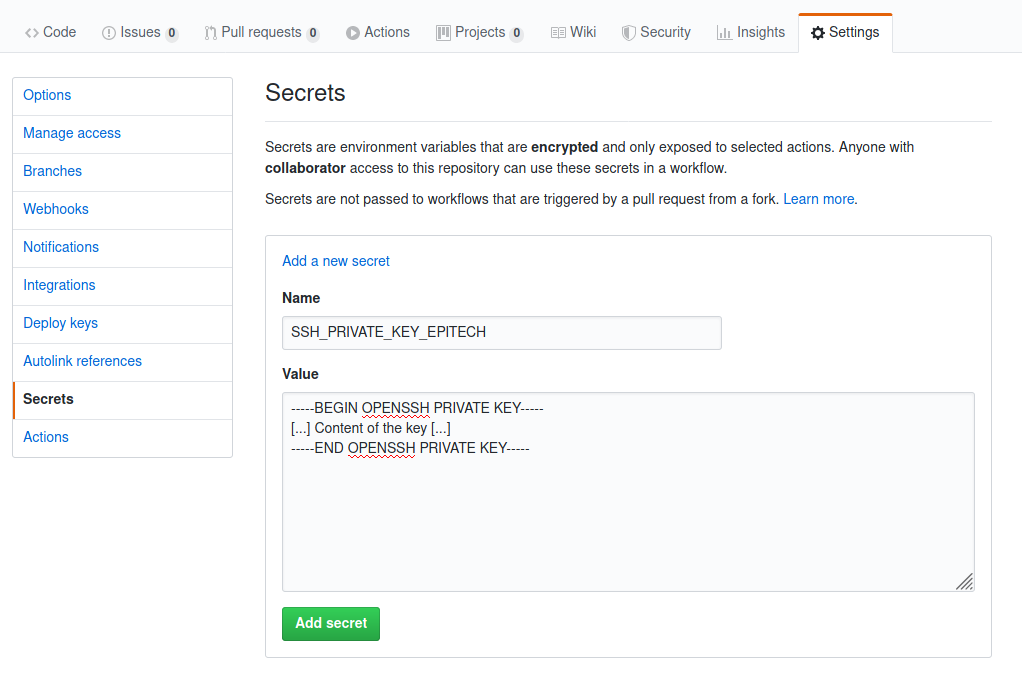 Code Issues 0 Pull requests 0 Actions Projects 0 Wiki Security Insights Settings
Options
Manage access
Branches
Webhooks
Notifications
Integrations
Deploy keys
Autolink references
Secrets
Actions
Secrets
Secrets are environment variables that are encrypted and only exposed to selected actions. Anyone with
collaborator access to this repository can use these secrets in a workflow.
Secrets are not passed to workflows that are triggered by a pull request from a fork. Learn more.
Add a new secret
Name
SSH_PRIVATE_KEY_EPITECH
Value
-----BEGIN OPENSSH PRIVATE KEY-----
[...] Content of the key [...]
-----END OPENSSH PRIVATE KEY-----
Add secret